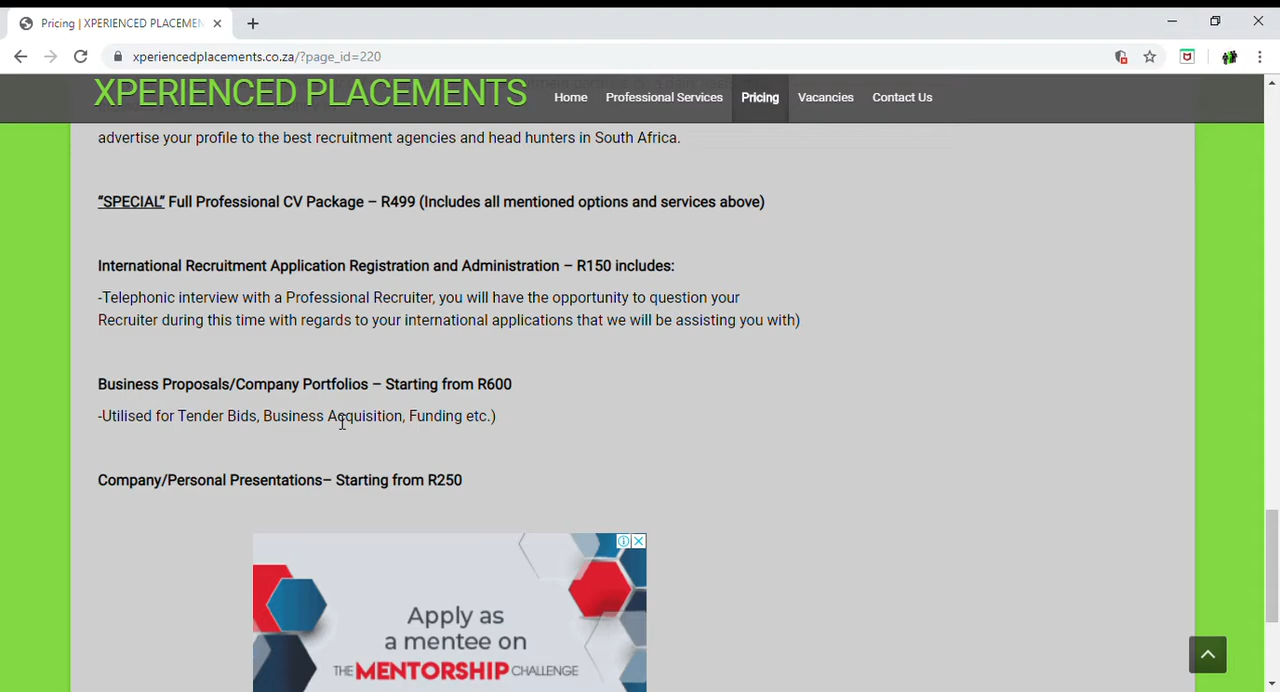 Pricing | XPERIENCED PLACEMEN
xperiencedplacements.co.za/?page_id=220
XPERIENCED PLACEMENTS
Home Professional Services Pricing Vacancies Contact Us
advertise your profile to the best recruitment agencies and head hunters in South Africa.
“SPECIAL” Full Professional CV Package – R499 (Includes all mentioned options and services above)
International Recruitment Application Registration and Administration – R150 includes:
-Telephonic interview with a Professional Recruiter, you will have the opportunity to question your
Recruiter during this time with regards to your international applications that we will be assisting you with)
Business Proposals/Company Portfolios – Starting from R600
-Utilised for Tender Bids, Business Acquisition, Funding etc.)
Company/Personal Presentations– Starting from R250
Apply as
a mentee on
THE MENTORSHIP CHALLENGE